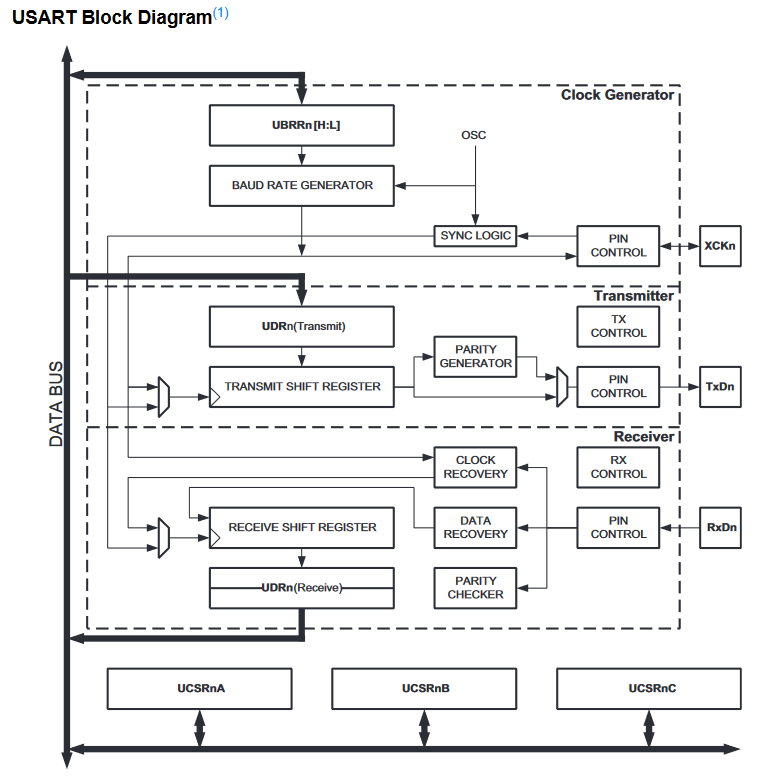 USART Block Diagram(1)
Clock Generator
UBRRn [H:L]
OSC
BAUD RATE GENERATOR
SYNC LOGIC
PIN
CONTROL
XCKn
Transmitter
UDRn(Transmit)
TX
CONTROL
PARITY
GENERATOR
TRANSMIT SHIFT REGISTER
PIN
CONTROL
TxDn
DATA BUS
Receiver
CLOCK
RECOVERY
RX
CONTROL
RECEIVE SHIFT REGISTER
DATA
RECOVERY
PIN
CONTROL
RxDn
UDRn(Receive)
PARITY
CHECKER
UCSRnA
UCSRnB
UCSRnC